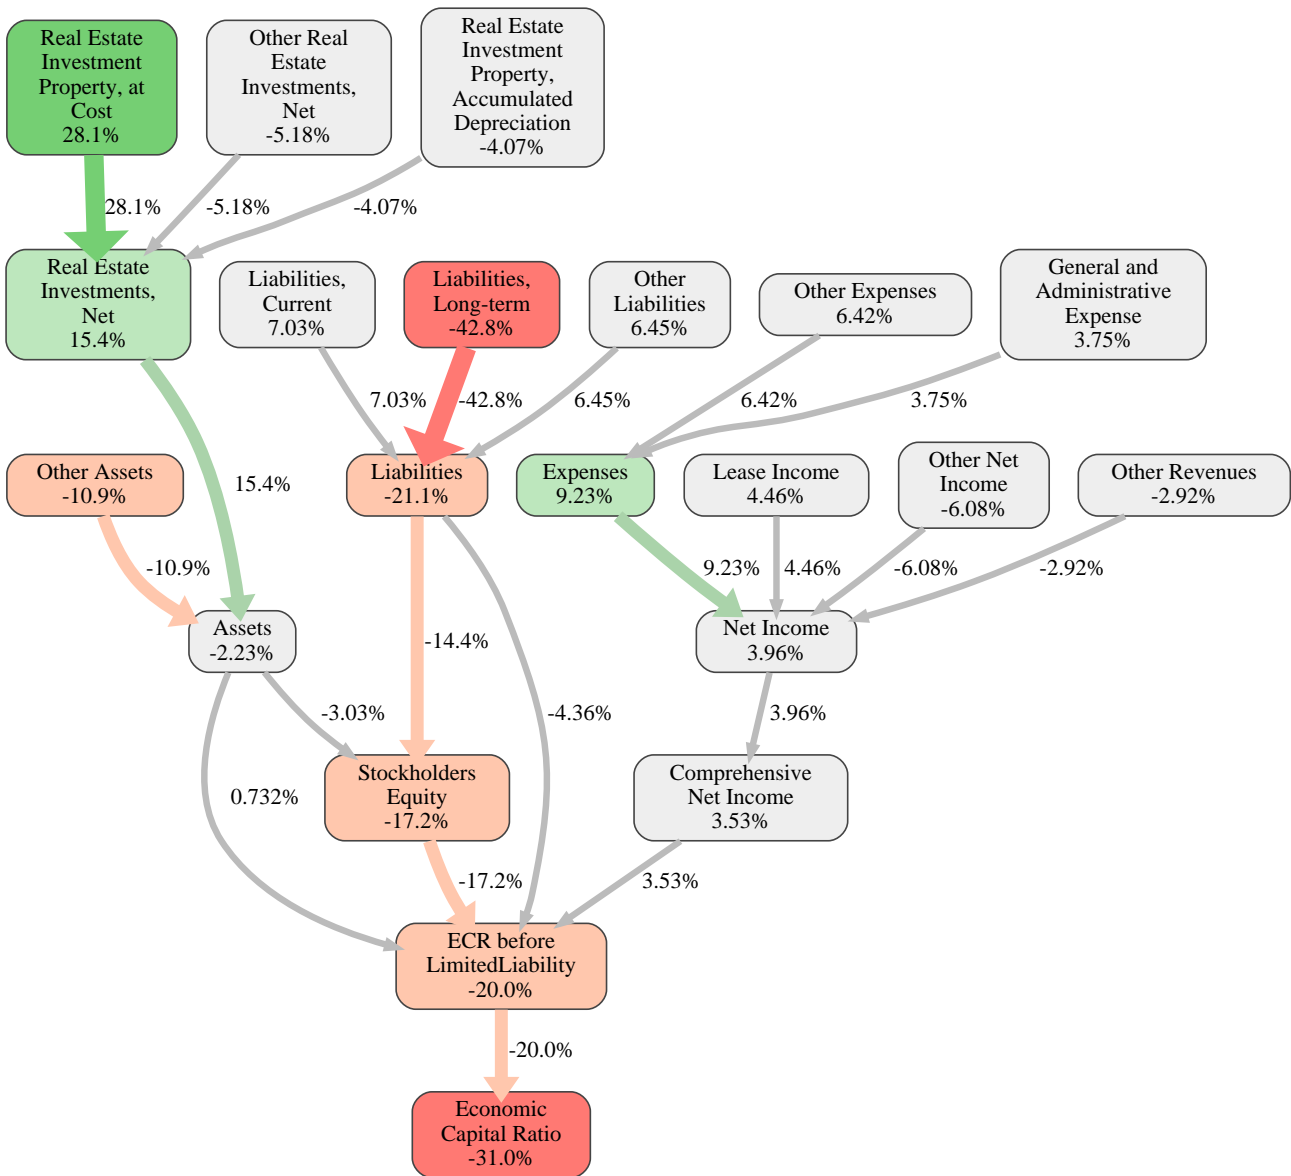 Real Estate
Investment
Property, at
Cost
28.1%
Other Real
Estate
Investments,
Net
-5.18%
Real Estate
Investment
Property,
Accumulated
Depreciation
-4.07%
28.1%
-5.18%
-4.07%
Real Estate
Investments,
Net
15.4%
Liabilities,
Current
7.03%
Liabilities,
Long-term
-42.8%
Other
Liabilities
6.45%
Other Expenses
6.42%
General and
Administrative
Expense
3.75%
7.03%
-42.8%
6.45%
6.42%
3.75%
Other Assets
-10.9%
15.4%
Liabilities
-21.1%
Expenses
9.23%
Lease Income
4.46%
Other Net
Income
-6.08%
Other Revenues
-2.92%
-10.9%
9.23%
4.46%
-6.08%
-2.92%
Assets
-2.23%
-14.4%
Net Income
3.96%
-3.03%
-4.36%
3.96%
0.732%
Stockholders
Equity
-17.2%
Comprehensive
Net Income
3.53%
-17.2%
3.53%
ECR before
LimitedLiability
-20.0%
-20.0%
Economic
Capital Ratio
-31.0%